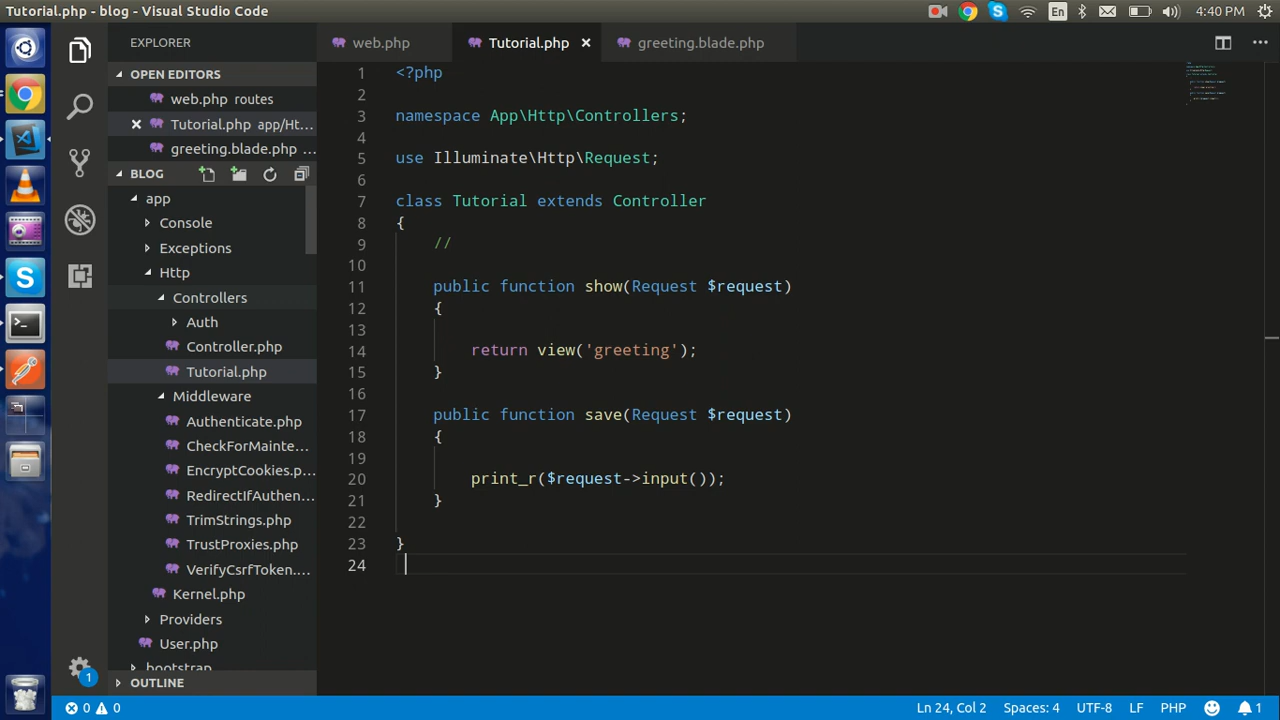 Tutorial.php - blog - Visual Studio Code
En
4:40 PM
EXPLORER
web.php
Tutorial.php
greeting.blade.php
OPEN EDITORS
web.php routes
Tutorial.php app/Ht...
greeting.blade.php ...
BLOG
app
Console
Exceptions
Http
Controllers
Auth
Controller.php
Tutorial.php
Middleware
Authenticate.php
CheckForMainte...
EncryptCookies.p...
RedirectIfAuthen...
TrimStrings.php
TrustProxies.php
VerifyCsrfToken....
Kernel.php
Providers
User.php
bootstrap
OUTLINE
1 <?php
2
3 namespace App\Http\Controllers;
4
5 use Illuminate\Http\Request;
6
7 class Tutorial extends Controller
8 {
9 //
10
11 public function show(Request $request)
12 {
13
14 return view('greeting');
15 }
16
17 public function save(Request $request)
18 {
19
20 print_r($request->input());
21 }
22
23 }
24
1
0 0
Ln 24, Col 2
Spaces: 4
UTF-8
LF
PHP
1